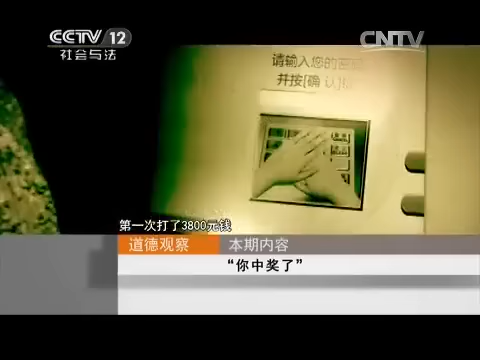 CCTV 12
社会与法
CNTV
请输入您的密码
并按[确 认]
第一次打了3800元钱
道德观察
本期内容
“你中奖了”